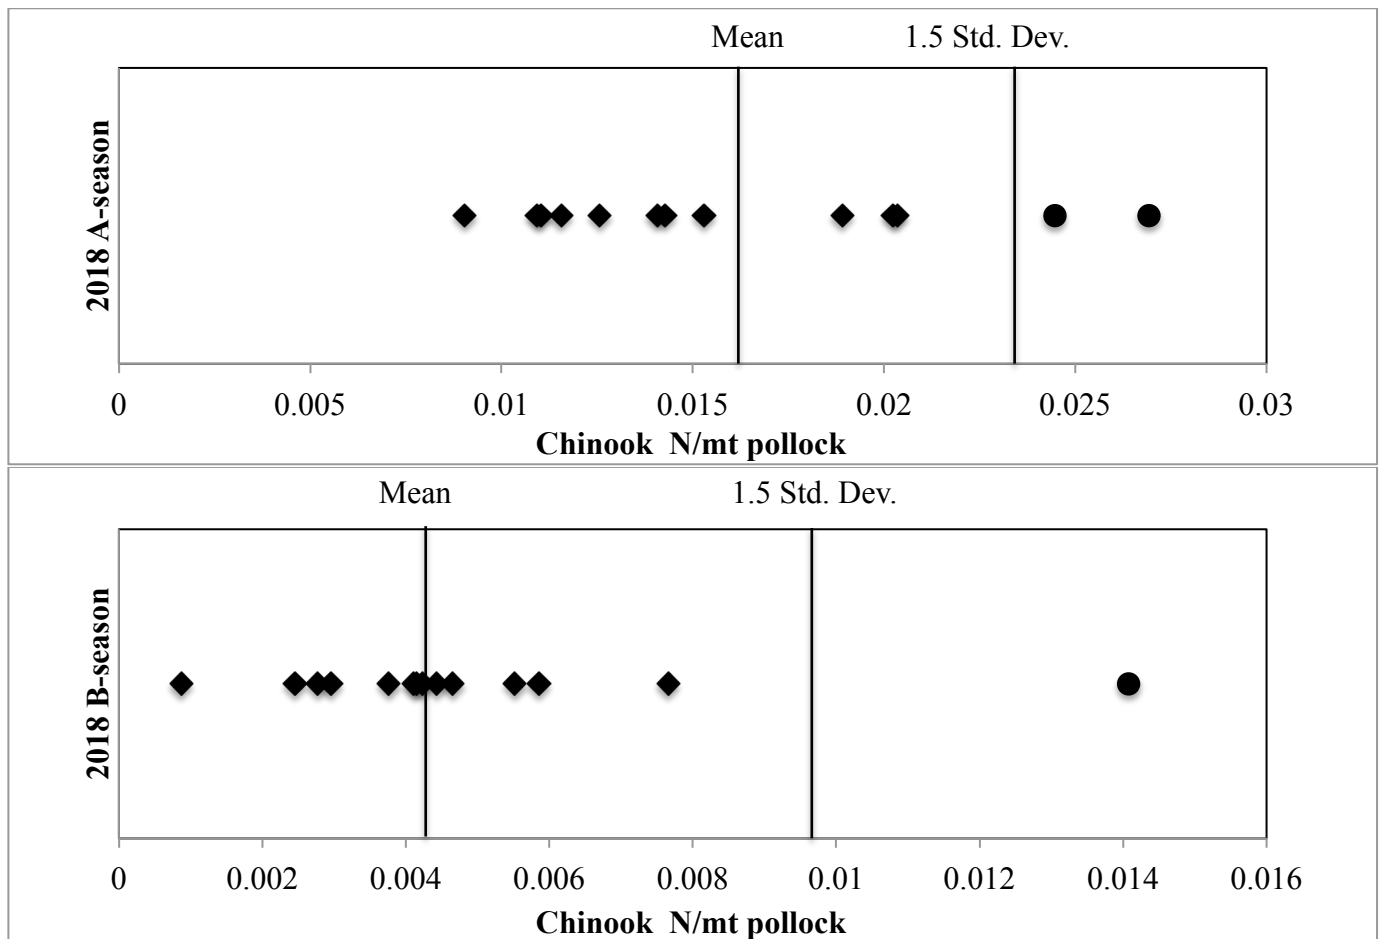 Mean 1.5 Std. Dev.
2018 A-season
0 0.005 0.01 0.015 0.02 0.025 0.03
Chinook N/mt pollock
Mean 1.5 Std. Dev.
2018 B-season
0 0.002 0.004 0.006 0.008 0.01 0.012 0.014 0.016
Chinook N/mt pollock